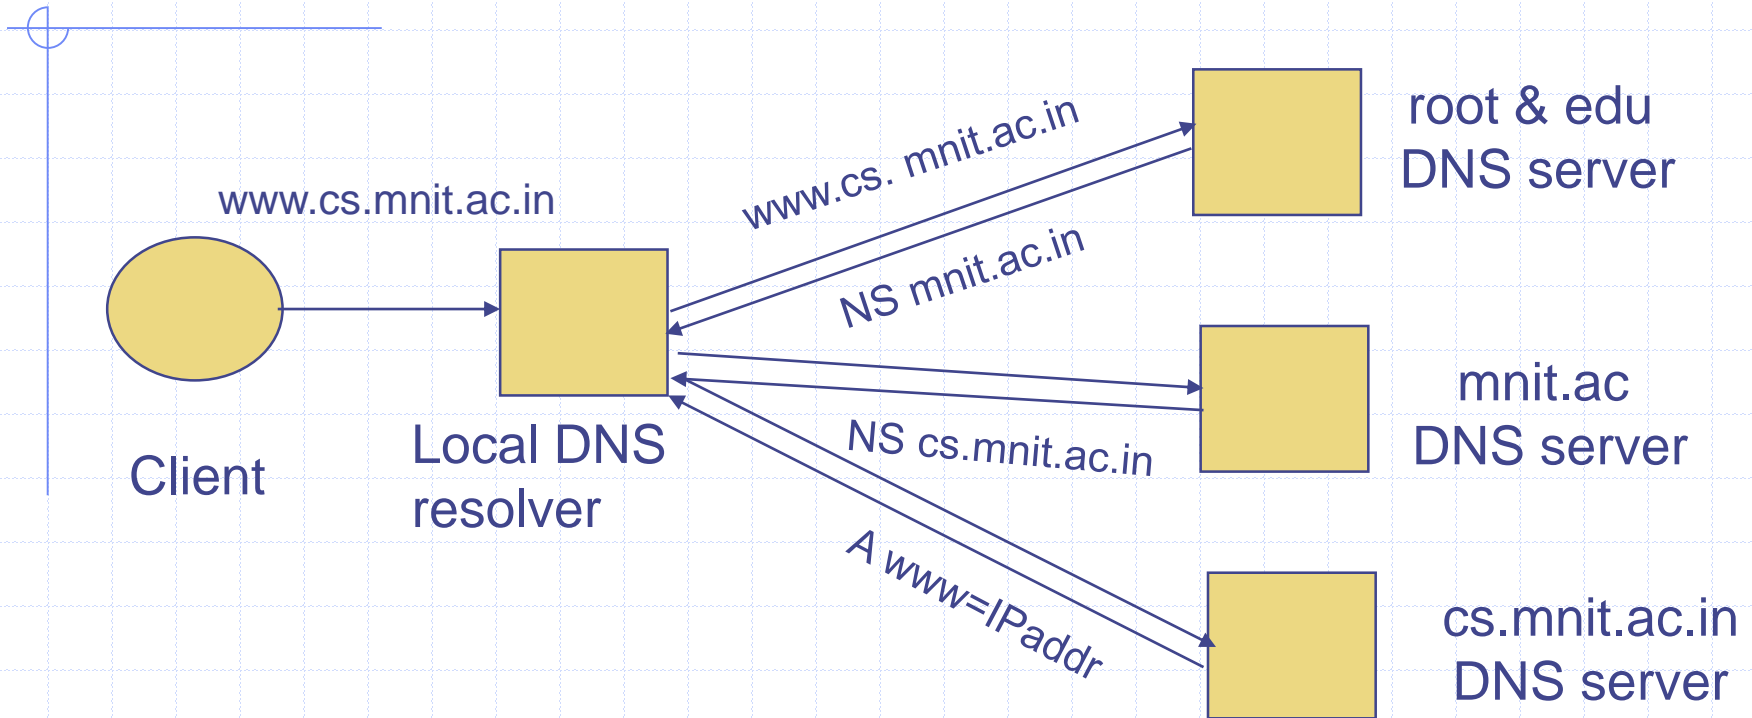 www.cs.mnit.ac.in
Client
Local DNS
resolver
www.cs. mnit.ac.in
NS mnit.ac.in
NS cs.mnit.ac.in
A www=IPaddr
root & edu
DNS server
mnit.ac
DNS server
cs.mnit.ac.in
DNS server